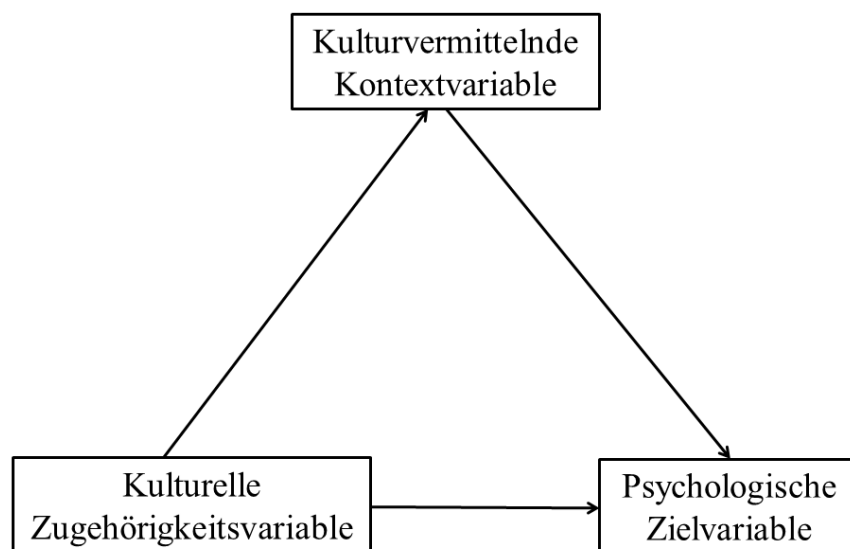 Kulturvermittelnde
Kontextvariable
Kulturelle
Zugehörigkeitsvariable
Psychologische
Zielvariable